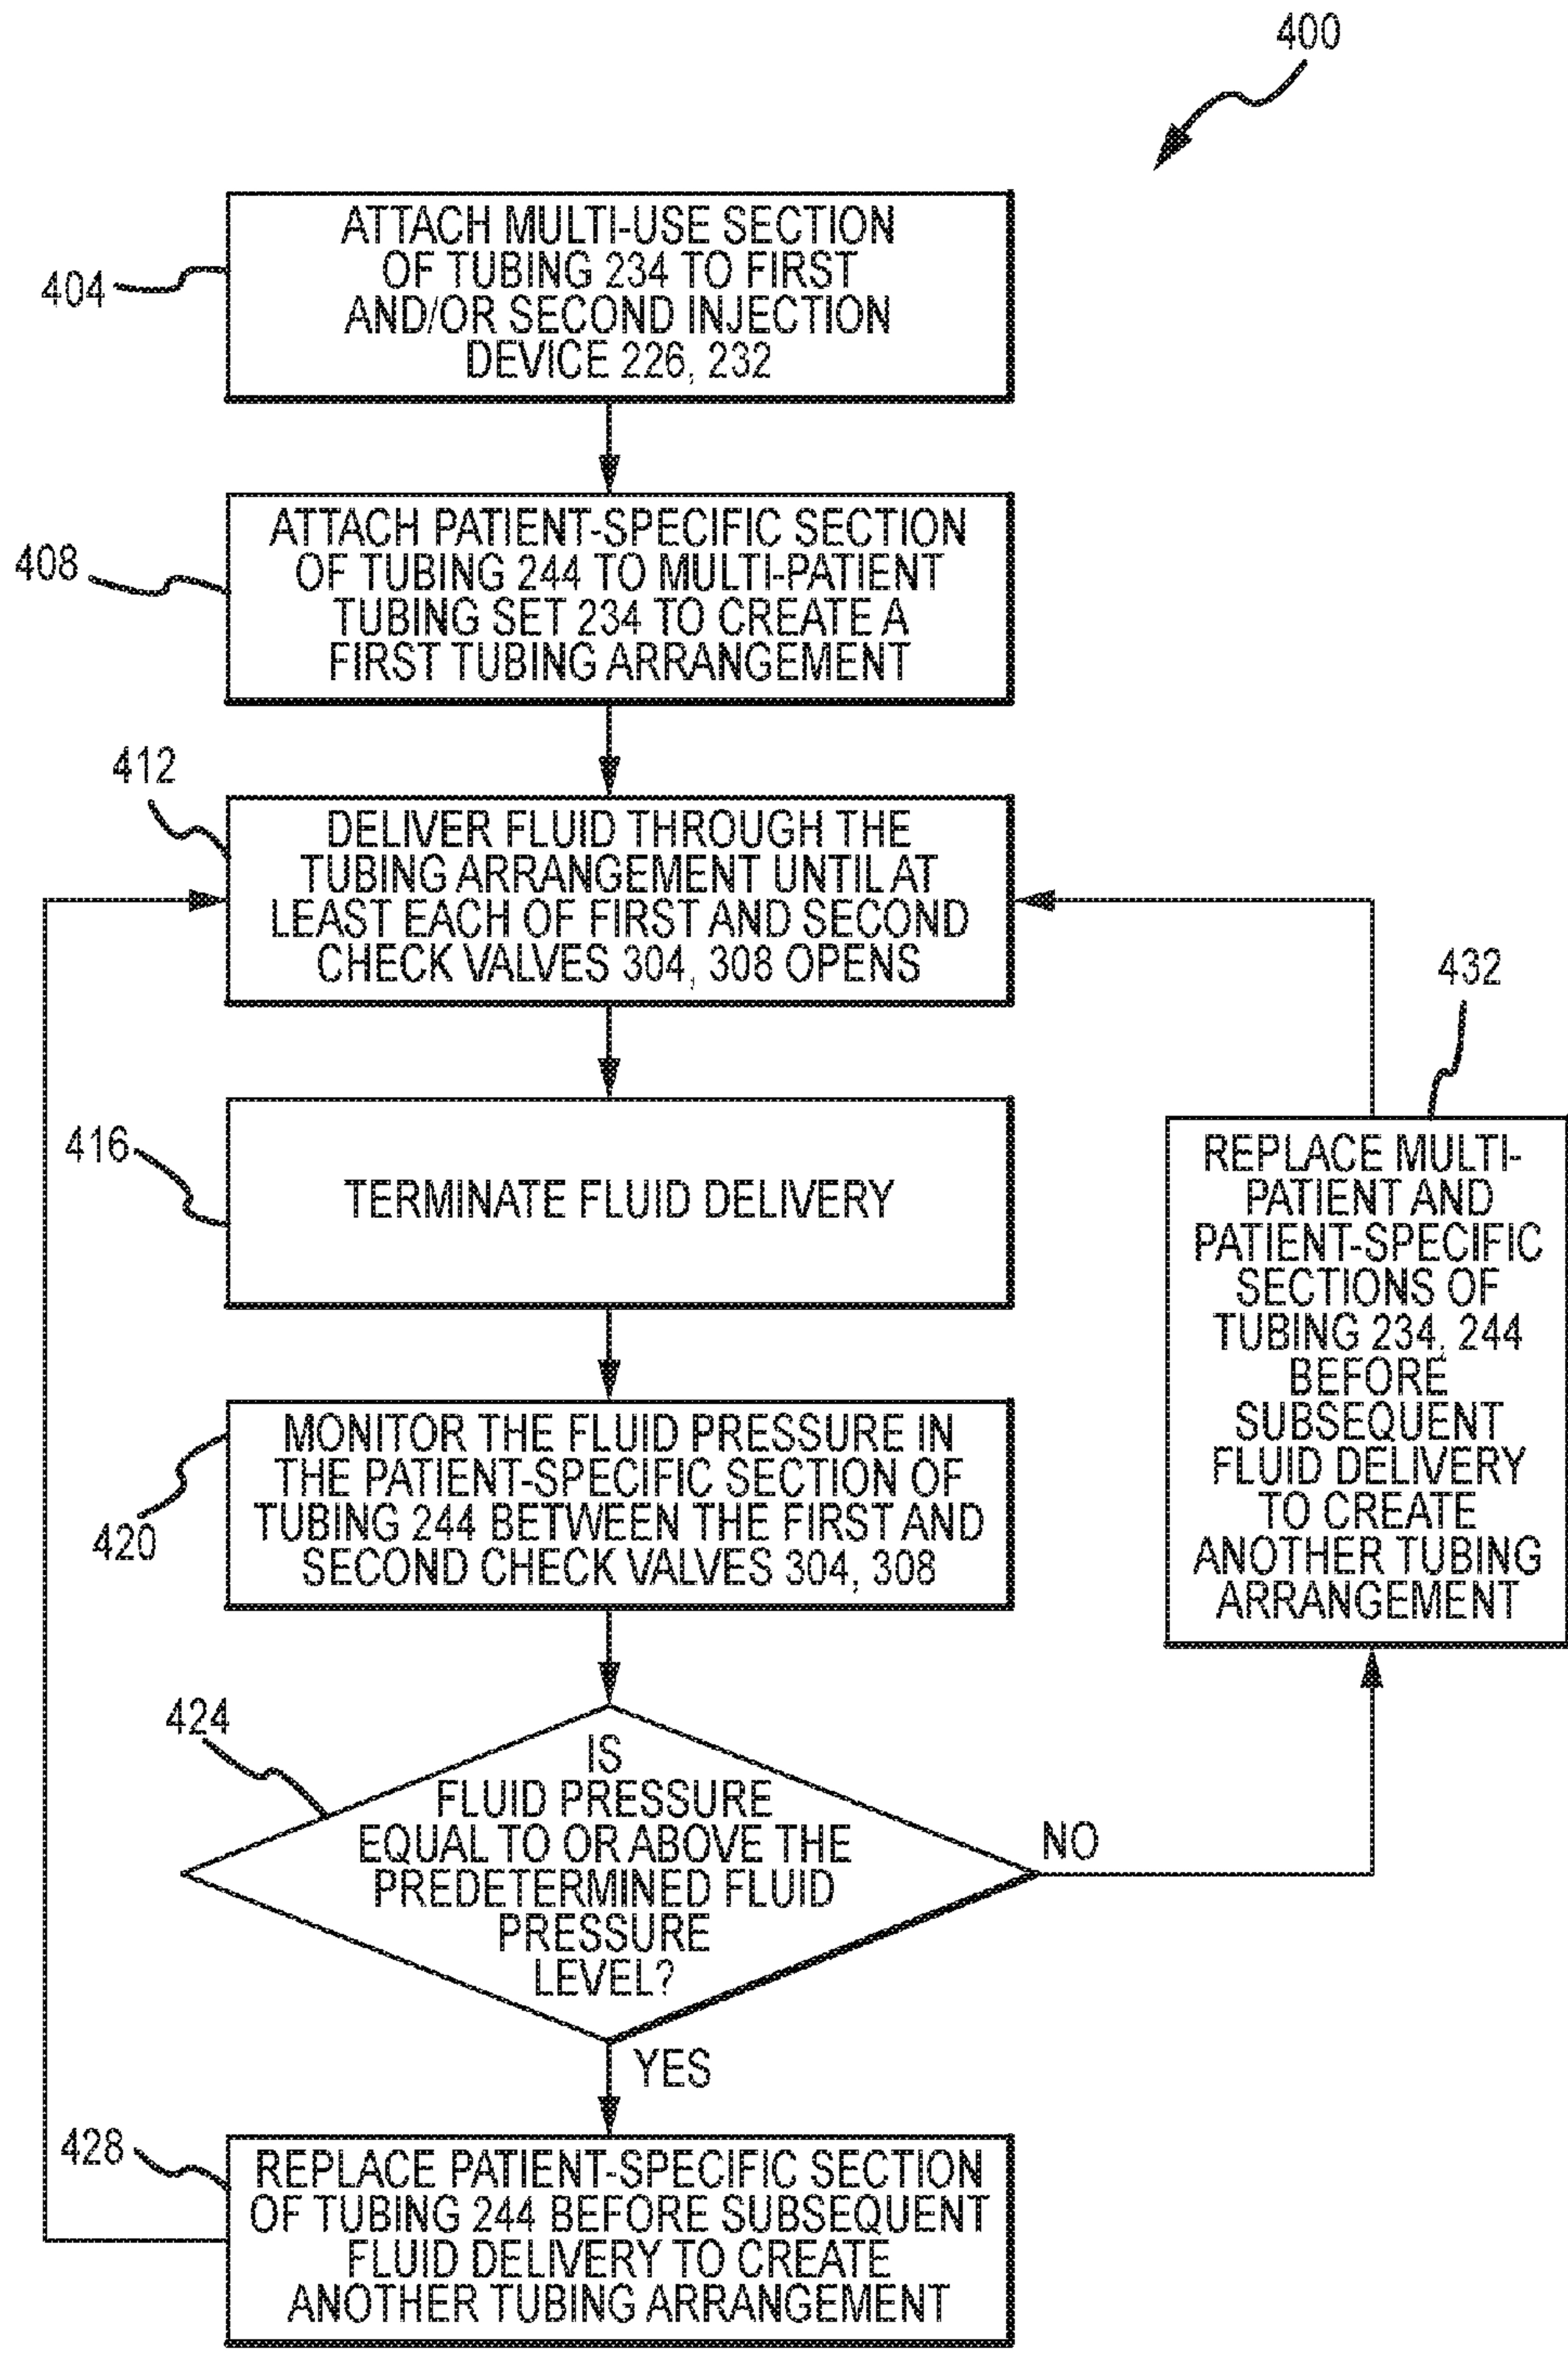 400
404
ATTACH MULTI-USE SECTION
OF TUBING 234 TO FIRST
AND/OR SECOND INJECTION
DEVICE 226, 232
408
ATTACH PATIENT-SPECIFIC SECTION
OF TUBING 244 TO MULTI-PATIENT
TUBING SET 234 TO CREATE A
FIRST TUBING ARRANGEMENT
412
DELIVER FLUID THROUGH THE
TUBING ARRANGEMENT UNTIL AT
LEAST EACH OF FIRST AND SECOND
CHECK VALVES 304, 308 OPENS
416
TERMINATE FLUID DELIVERY
420
MONITOR THE FLUID PRESSURE IN
THE PATIENT-SPECIFIC SECTION OF
TUBING 244 BETWEEN THE FIRST AND
SECOND CHECK VALVES 304, 308
424
IS
FLUID PRESSURE
EQUAL TO OR ABOVE THE
PREDETERMINED FLUID
PRESSURE
LEVEL?
NO
YES
428
REPLACE PATIENT-SPECIFIC SECTION
OF TUBING 244 BEFORE SUBSEQUENT
FLUID DELIVERY TO CREATE
ANOTHER TUBING ARRANGEMENT
432
REPLACE MULTI-
PATIENT AND
PATIENT-SPECIFIC
SECTIONS OF
TUBING 234, 244
BEFORE
SUBSEQUENT
FLUID DELIVERY
TO CREATE
ANOTHER TUBING
ARRANGEMENT